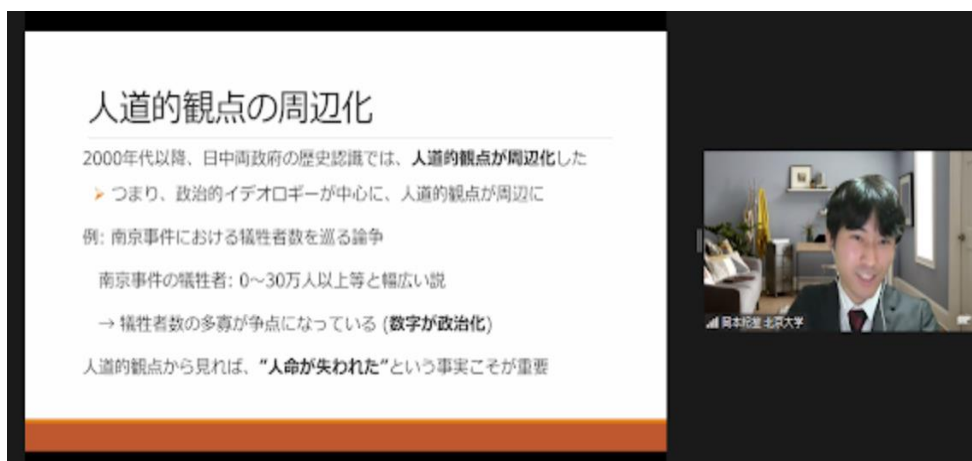 人道的観点の周辺化
2000年代以降、日中両政府の歴史認識では、人道的観点が周辺化した
➢ つまり、政治的イデオロギーが中心に、人道的観点が周辺に
例: 南京事件における犠牲者数を巡る論争
南京事件の犠牲者: 0～30万人以上等と幅広い説
→ 犠牲者数の多寡が争点になっている (数字が政治化)
人道的観点から見れば、“人命が失われた”という事実こそが重要
北京大学